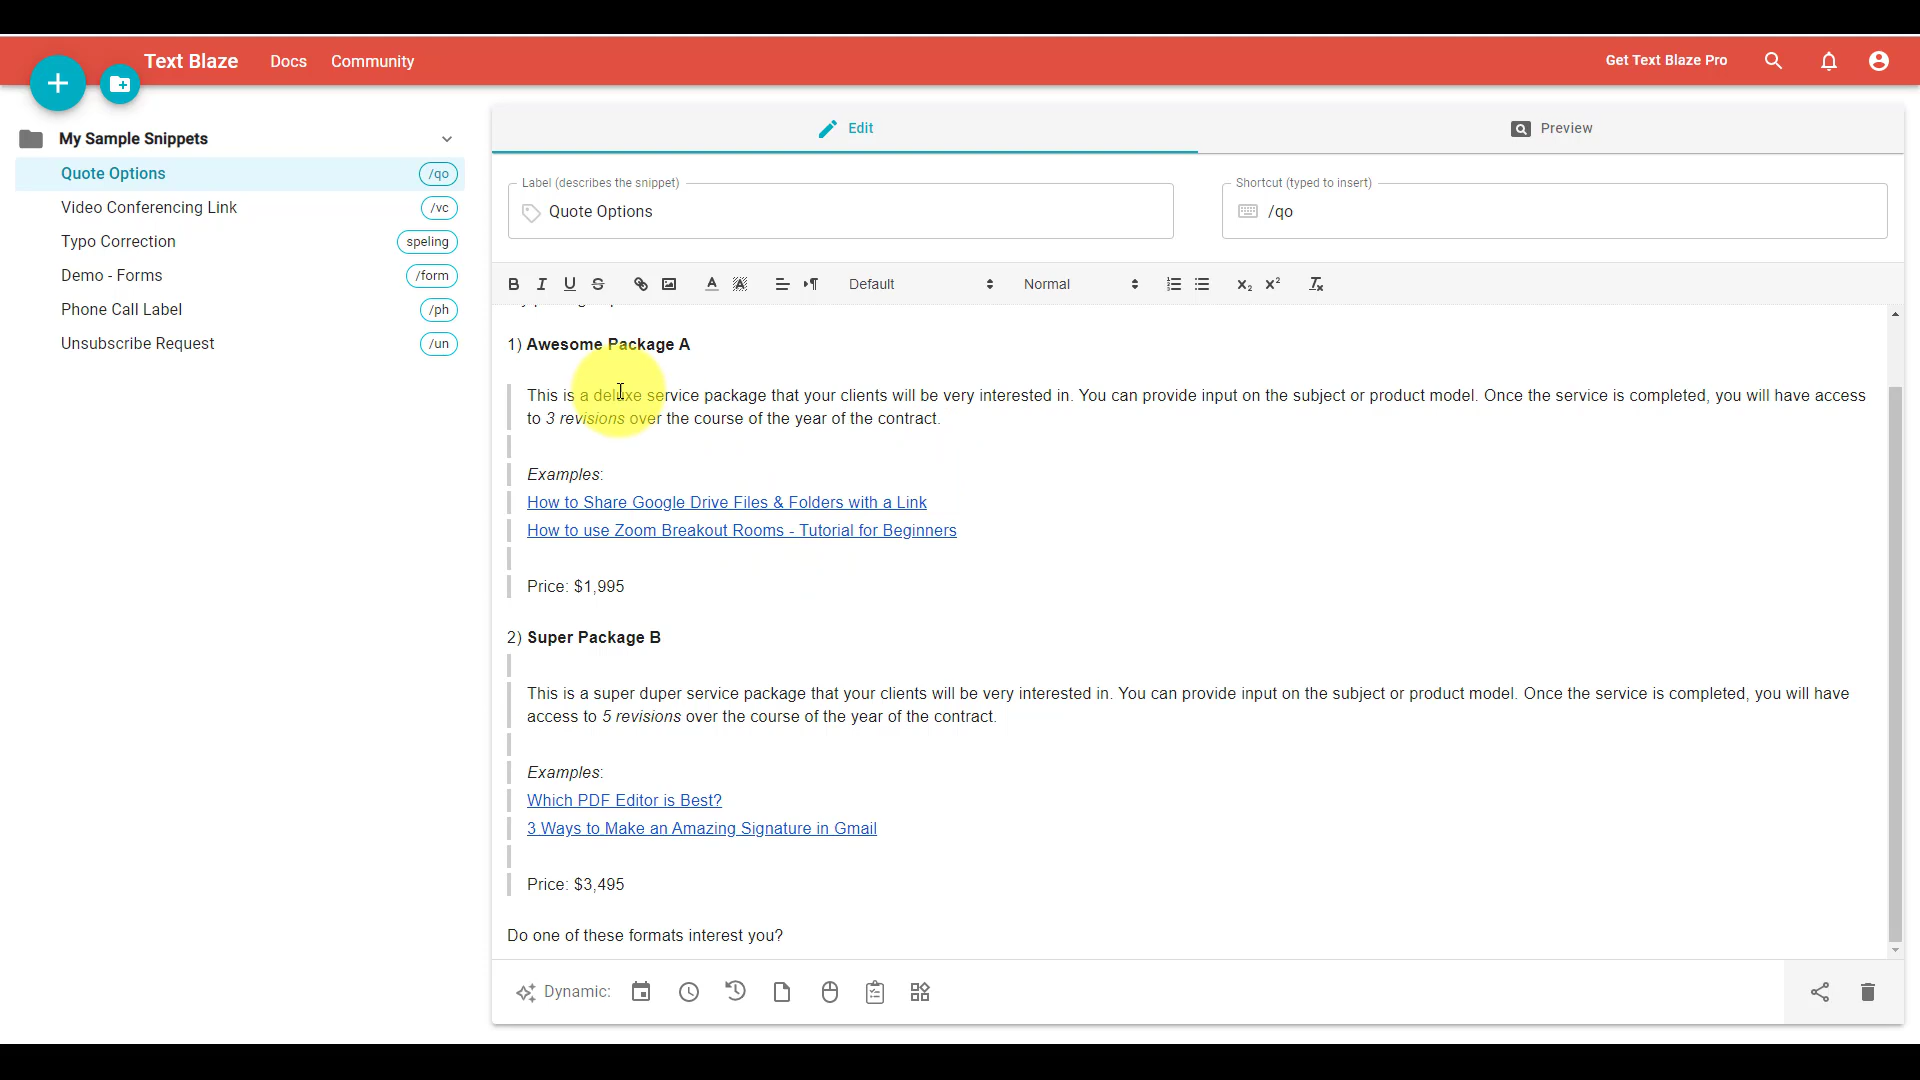 Text Blaze
Docs
Community
Get Text Blaze Pro
My Sample Snippets
Quote Options
/qo
Video Conferencing Link
/vc
Typo Correction
speling
Demo - Forms
/form
Phone Call Label
/ph
Unsubscribe Request
/un
Edit
Preview
Label (describes the snippet)
Quote Options
Shortcut (typed to insert)
/qo
Default
Normal
1) Awesome Package A
This is a deluxe service package that your clients will be very interested in. You can provide input on the subject or product model. Once the service is completed, you will have access
to 3 revisions over the course of the year of the contract.
Examples:
How to Share Google Drive Files & Folders with a Link
How to use Zoom Breakout Rooms - Tutorial for Beginners
Price: $1,995
2) Super Package B
This is a super duper service package that your clients will be very interested in. You can provide input on the subject or product model. Once the service is completed, you will have
access to 5 revisions over the course of the year of the contract.
Examples:
Which PDF Editor is Best?
3 Ways to Make an Amazing Signature in Gmail
Price: $3,495
Do one of these formats interest you?
Dynamic: